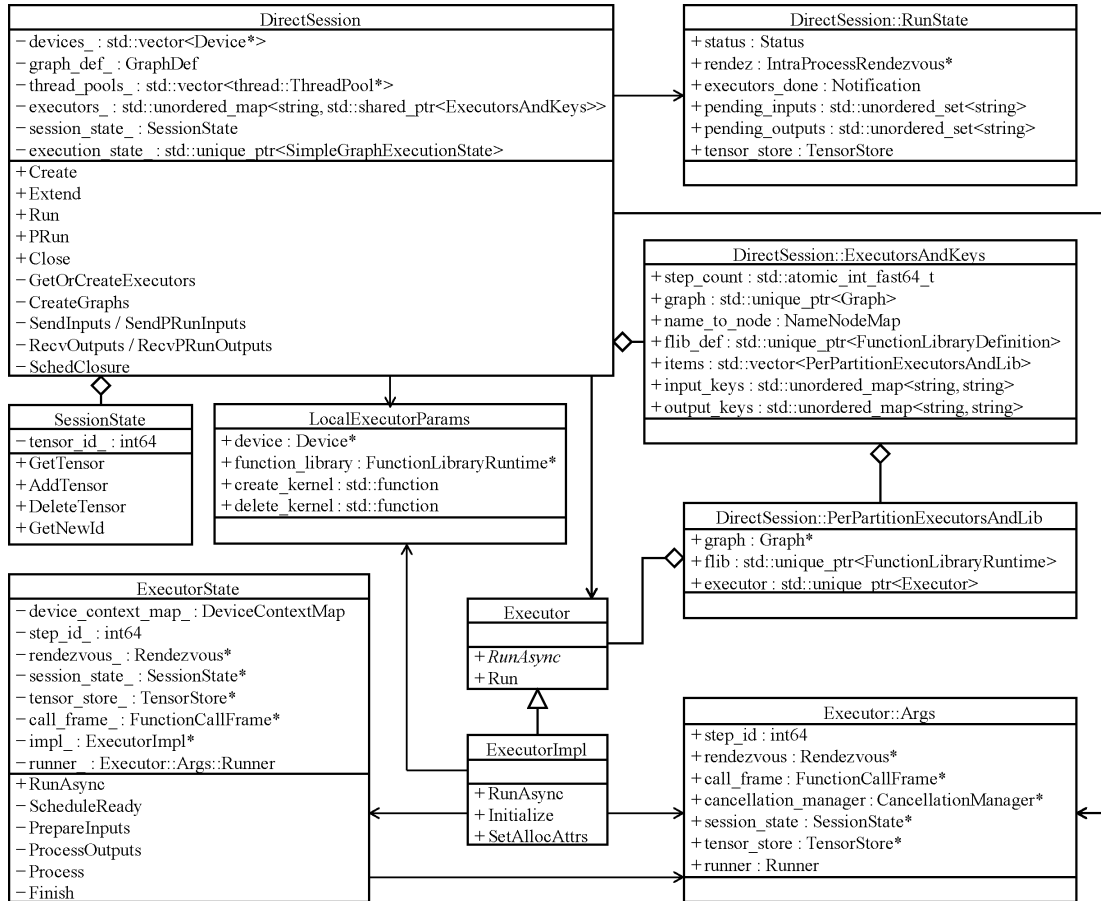 DirectSession
− devices_ : std::vector<Device*>
− graph_def_ : GraphDef
− thread_pools_ : std::vector<thread::ThreadPool*>
− executors_ : std::unordered_map<string, std::shared_ptr<ExecutorsAndKeys>>
− session_state_ : SessionState
− execution_state_ : std::unique_ptr<SimpleGraphExecutionState>
+ Create
+ Extend
+ Run
+ PRun
+ Close
− GetOrCreateExecutors
− CreateGraphs
− SendInputs / SendPRunInputs
− RecvOutputs / RecvPRunOutputs
− SchedClosure
DirectSession::RunState
+ status : Status
+ rendez : IntraProcessRendezvous*
+ executors_done : Notification
+ pending_inputs : std::unordered_set<string>
+ pending_outputs : std::unordered_set<string>
+ tensor_store : TensorStore
DirectSession::ExecutorsAndKeys
+ step_count : std::atomic_int_fast64_t
+ graph : std::unique_ptr<Graph>
+ name_to_node : NameNodeMap
+ flib_def : std::unique_ptr<FunctionLibraryDefinition>
+ items : std::vector<PerPartitionExecutorsAndLib>
+ input_keys : std::unordered_map<string, string>
+ output_keys : std::unordered_map<string, string>
SessionState
− tensor_id_ : int64
+ GetTensor
+ AddTensor
+ DeleteTensor
+ GetNewId
LocalExecutorParams
+ device : Device*
+ function_library : FunctionLibraryRuntime*
+ create_kernel : std::function
+ delete_kernel : std::function
DirectSession::PerPartitionExecutorsAndLib
+ graph : Graph*
+ flib : std::unique_ptr<FunctionLibraryRuntime>
+ executor : std::unique_ptr<Executor>
ExecutorState
− device_context_map_ : DeviceContextMap
− step_id_ : int64
− rendezvous_ : Rendezvous*
− session_state_ : SessionState*
− tensor_store_ : TensorStore*
− call_frame_ : FunctionCallFrame*
− impl_ : ExecutorImpl*
− runner_ : Executor::Args::Runner
+ RunAsync
− ScheduleReady
− PrepareInputs
− ProcessOutputs
− Process
− Finish
Executor
+ RunAsync
+ Run
ExecutorImpl
+ RunAsync
+ Initialize
+ SetAllocAttrs
Executor::Args
+ step_id : int64
+ rendezvous : Rendezvous*
+ call_frame : FunctionCallFrame*
+ cancellation_manager : CancellationManager*
+ session_state : SessionState*
+ tensor_store : TensorStore*
+ runner : Runner